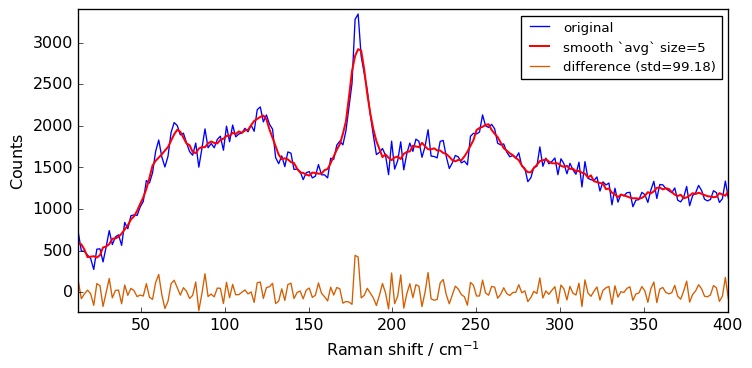 original
smooth `avg` size=5
difference (std=99.18)
3000
2500
2000
1500
1000
500
0
Counts
50 100 150 200 250 300 350 400
Raman shift / cm⁻¹